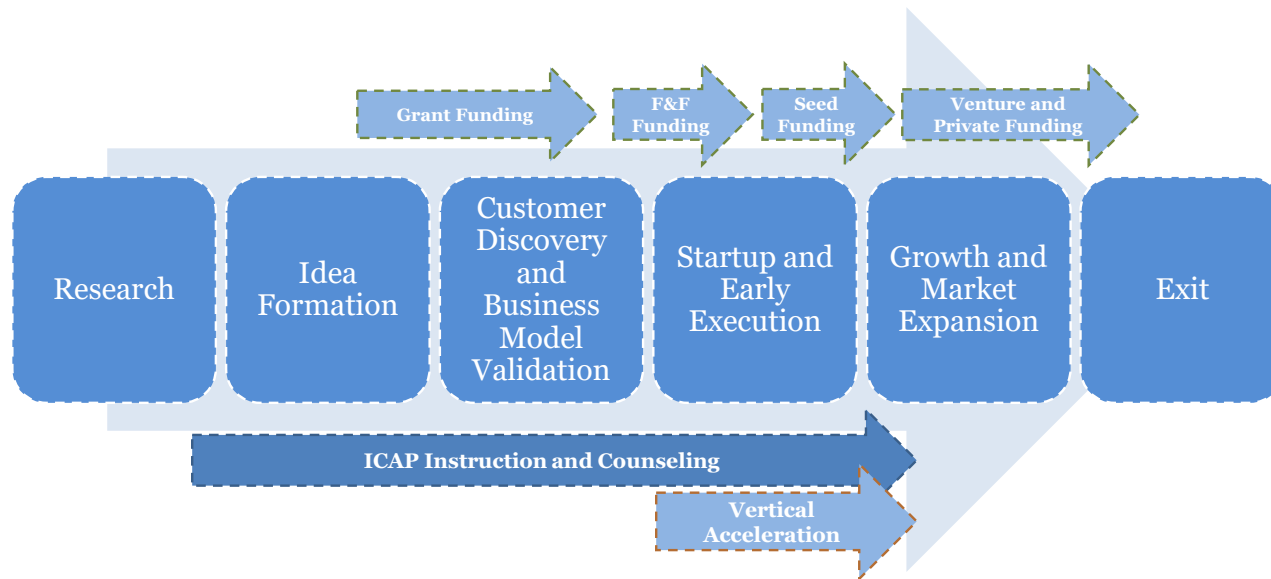 Grant Funding
F&F
Funding
Seed
Funding
Venture and
Private Funding
Research
Idea
Formation
Customer
Discovery
and
Business
Model
Validation
Startup and
Early
Execution
Growth and
Market
Expansion
Exit
ICAP Instruction and Counseling
Vertical
Acceleration